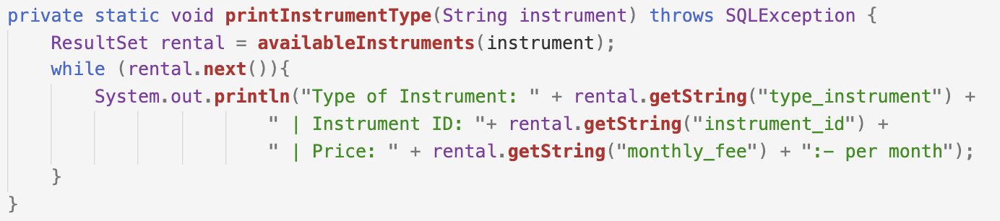 private static void printInstrumentType(String instrument) throws SQLException {
    ResultSet rental = availableInstruments(instrument);
    while (rental.next()){
        System.out.println("Type of Instrument: " + rental.getString("type_instrument") +
                        " | Instrument ID: "+ rental.getString("instrument_id") +
                        " | Price: " + rental.getString("monthly_fee") + ":- per month");
    }
}